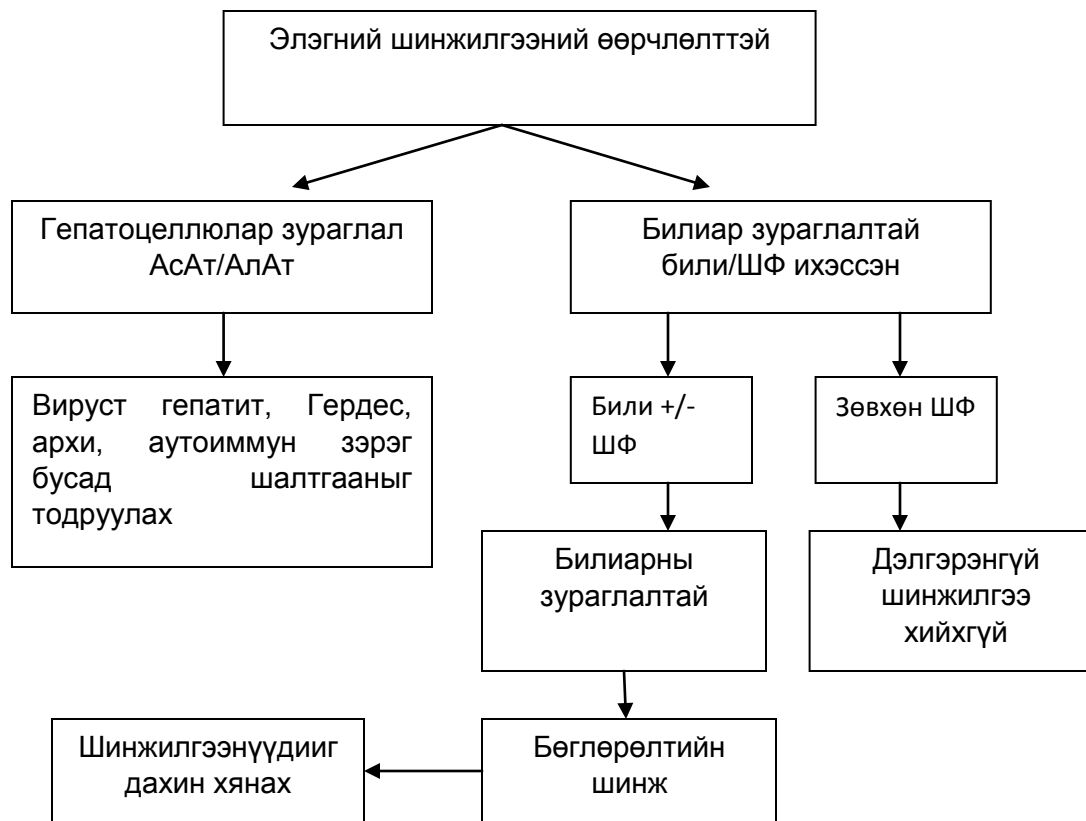 Элэгний шинжилгээний өөрчлөлттэй
Гепатоцеллюлар зураглал
АсАт/АлАт
Билиар зураглалтай
били/ШФ ихэссэн
Вируст гепатит, Гердес,
архи, аутоиммун зэрэг
бусад шалтгааныг
тодруулах
Били +/-
ШФ
Зөвхөн ШФ
Билиарны
зураглалтай
Дэлгэрэнгүй
шинжилгээ
хийхгүй
Шинжилгээнүүдииг
дахин хянах
Бөглөрөлтийн
шинж